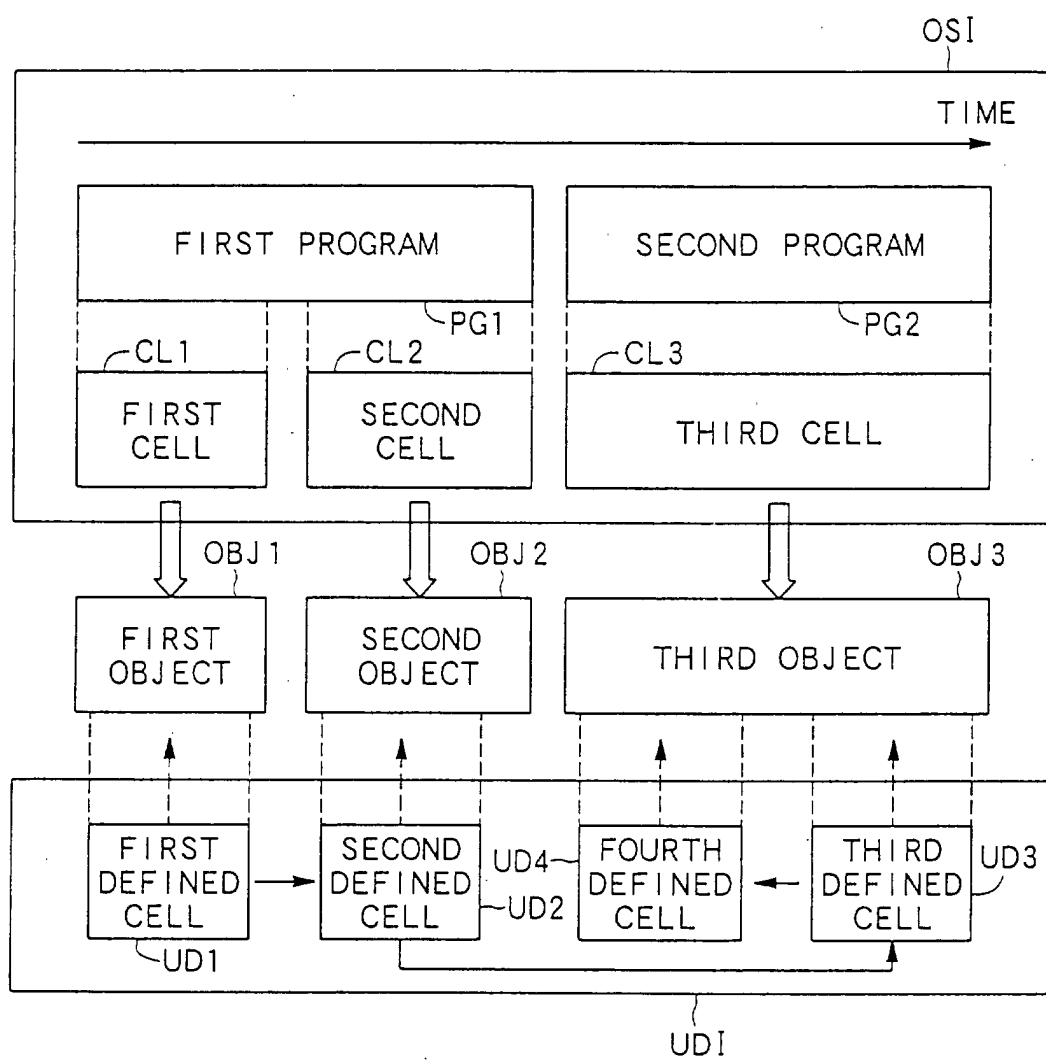 OSI
TIME
FIRST PROGRAM
SECOND PROGRAM
PG1
PG2
CL1
CL2
CL3
FIRST
CELL
SECOND
CELL
THIRD CELL
OBJ1
OBJ2
OBJ3
FIRST
OBJECT
SECOND
OBJECT
THIRD OBJECT
FIRST
DEFINED
CELL
SECOND
DEFINED
CELL
UD4
FOURTH
DEFINED
CELL
THIRD
DEFINED
CELL
UD3
UD2
UD1
UDI